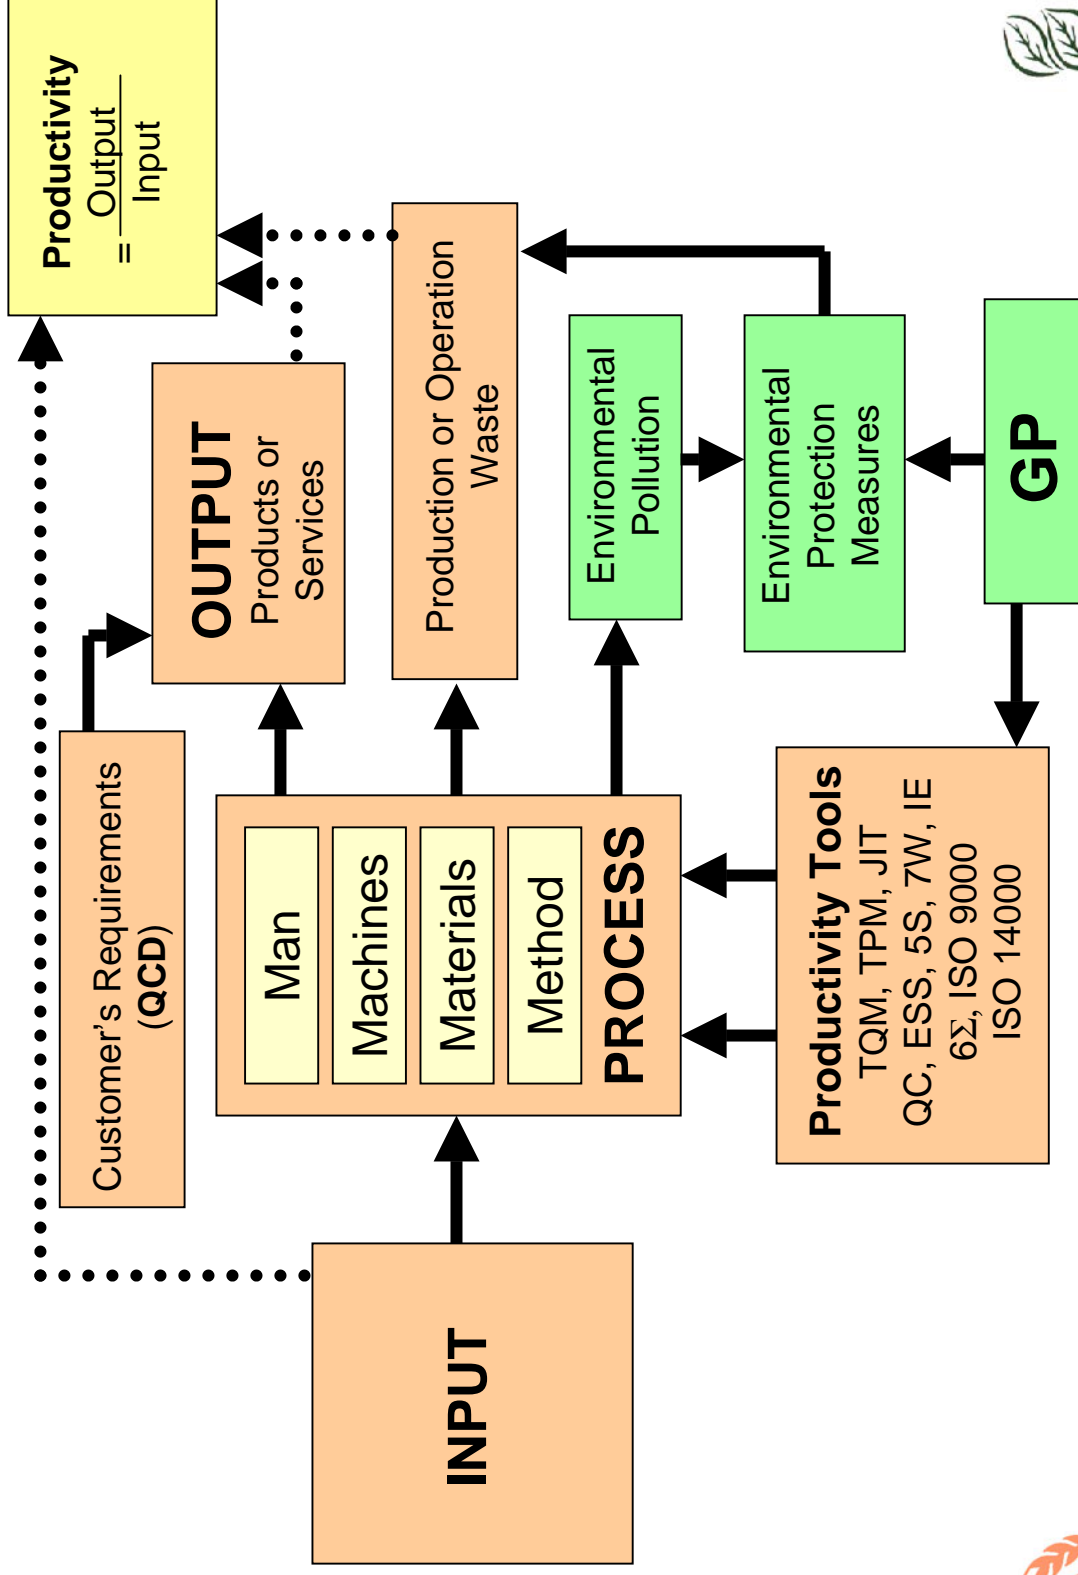 Productivity
= Output
Input
Customer's Requirements
(QCD)
OUTPUT
Products or
Services
Production or Operation
Waste
Man
Machines
Materials
Method
PROCESS
INPUT
Environmental
Pollution
Environmental
Protection
Measures
Productivity Tools
TQM, TPM, JIT
QC, ESS, 5S, 7W, IE
6Σ, ISO 9000
ISO 14000
GP